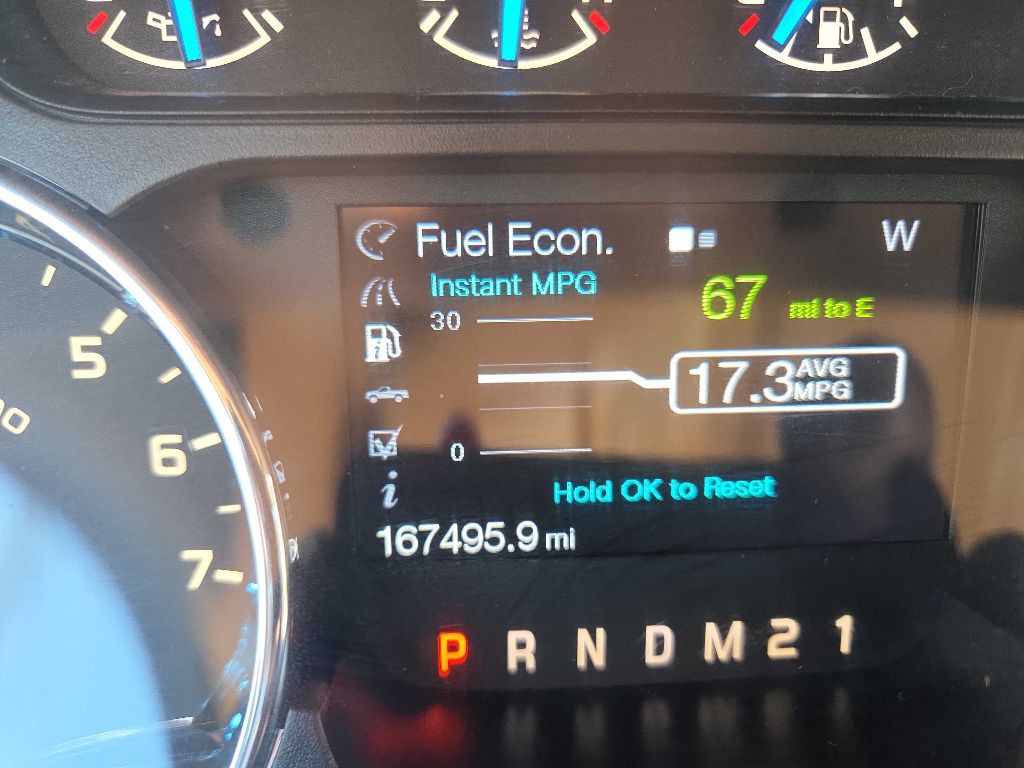 Fuel Econ. W
Instant MPG
67 mi to E
30
17.3 AVG MPG
0
Hold OK to Reset
167495.9 mi
5
6
7
P R N D M 2 1